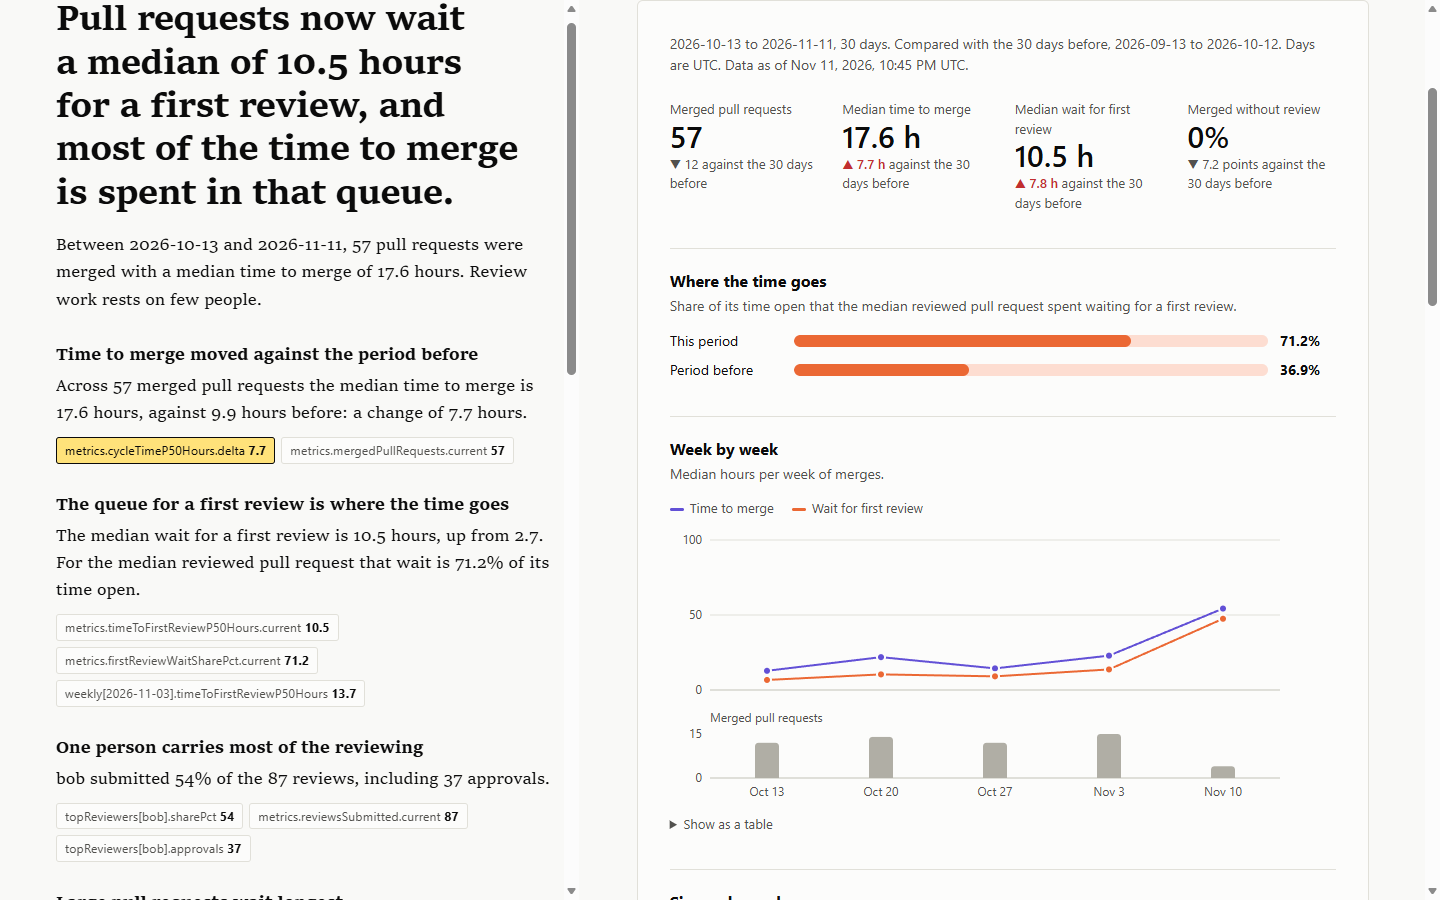 Pull requests now wait
a median of 10.5 hours
for a first review, and
most of the time to merge
is spent in that queue.
Between 2026-10-13 and 2026-11-11, 57 pull requests were
merged with a median time to merge of 17.6 hours. Review
work rests on few people.
Time to merge moved against the period before
Across 57 merged pull requests the median time to merge is
17.6 hours, against 9.9 hours before: a change of 7.7 hours.
metrics.cycleTimeP50Hours.delta 7.7
metrics.mergedPullRequests.current 57
The queue for a first review is where the time goes
The median wait for a first review is 10.5 hours, up from 2.7.
For the median reviewed pull request that wait is 71.2% of its
time open.
metrics.timeToFirstReviewP50Hours.current 10.5
metrics.firstReviewWaitSharePct.current 71.2
weekly[2026-11-03].timeToFirstReviewP50Hours 13.7
One person carries most of the reviewing
bob submitted 54% of the 87 reviews, including 37 approvals.
topReviewers[bob].sharePct 54
metrics.reviewsSubmitted.current 87
topReviewers[bob].approvals 37
2026-10-13 to 2026-11-11, 30 days. Compared with the 30 days before, 2026-09-13 to 2026-10-12. Days
are UTC. Data as of Nov 11, 2026, 10:45 PM UTC.
Merged pull requests
57
▼ 12 against the 30 days
before
Median time to merge
17.6 h
▲ 7.7 h against the 30
days before
Median wait for first
review
10.5 h
▲ 7.8 h against the 30
days before
Merged without review
0%
▼ 7.2 points against the
30 days before
Where the time goes
Share of its time open that the median reviewed pull request spent waiting for a first review.
This period
71.2%
Period before
36.9%
Week by week
Median hours per week of merges.
Time to merge
Wait for first review
100
50
0
Merged pull requests
15
0
Oct 13
Oct 20
Oct 27
Nov 3
Nov 10
▶ Show as a table